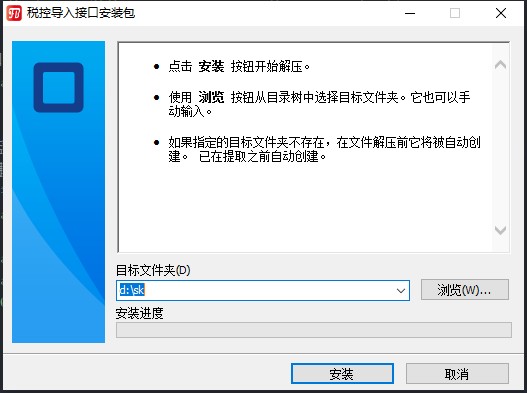 税控导入接口安装包
点击 安装 按钮开始解压。
使用 浏览 按钮从目录树中选择目标文件夹。它也可以手
动输入。
如果指定的目标文件夹不存在，在文件解压前它将被自动创
建。 已在提取之前自动创建。
目标文件夹(D)
d:\sk
浏览(W)...
安装进度
安装
取消